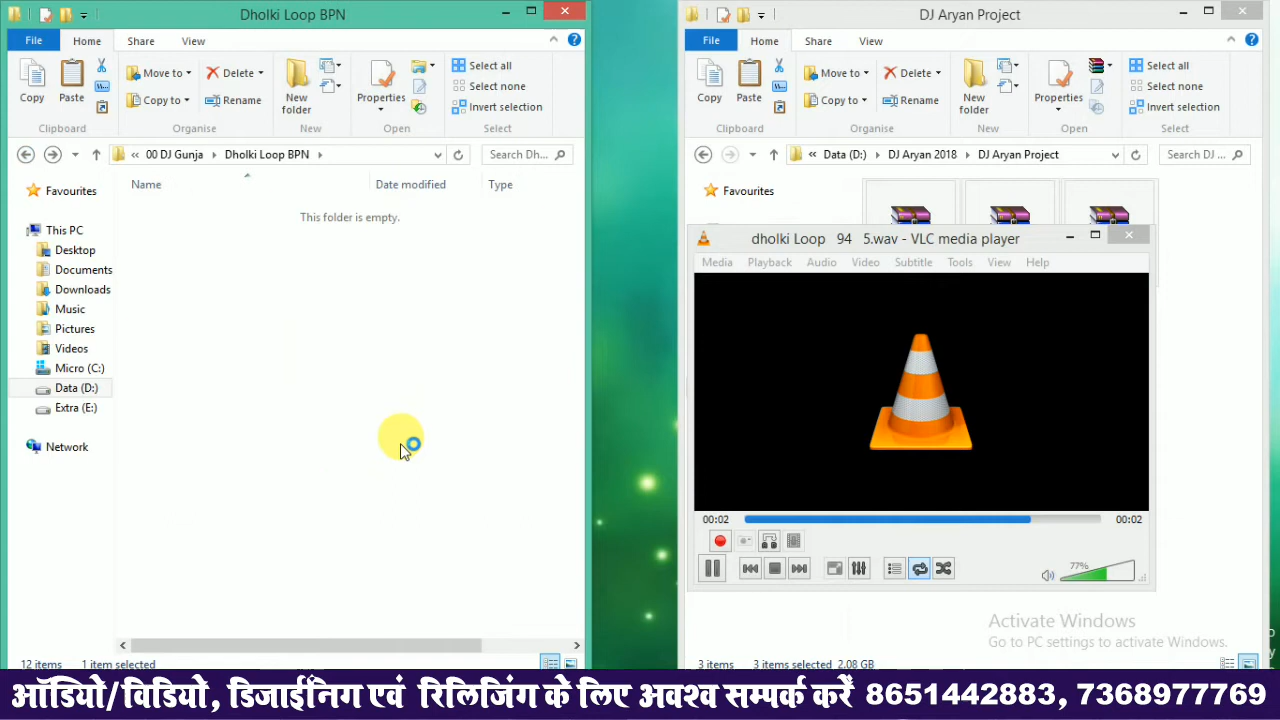 Dholki Loop BPN
File Home Share View
Copy
Paste
Move to
Copy to
Delete
Rename
New folder
Properties
Select all
Select none
Invert selection
Clipboard Organise New Open Select
00 DJ Gunja Dholki Loop BPN
Search Dh...
Name Date modified Type
This folder is empty.
Favourites
This PC
Desktop
Documents
Downloads
Music
Pictures
Videos
Micro (C:)
Data (D:)
Extra (E:)
Network
12 items 1 item selected
DJ Aryan Project
File Home Share View
Copy
Paste
Move to
Copy to
Delete
Rename
New folder
Properties
Select all
Select none
Invert selection
Clipboard Organise New Open Select
Data (D:) DJ Aryan 2018 DJ Aryan Project
Search DJ ...
Favourites
dholki Loop 94 5.wav - VLC media player
Media Playback Audio Video Subtitle Tools View Help
00:02 00:02
77%
Activate Windows
Go to PC settings to activate Windows.
3 items 3 items selected 2.08 GB
ऑडियो/विडियो, डिजाईनिंग एवं रिलिजिंग के लिए अवश्य सम्पर्क करें 8651442883, 7368977769